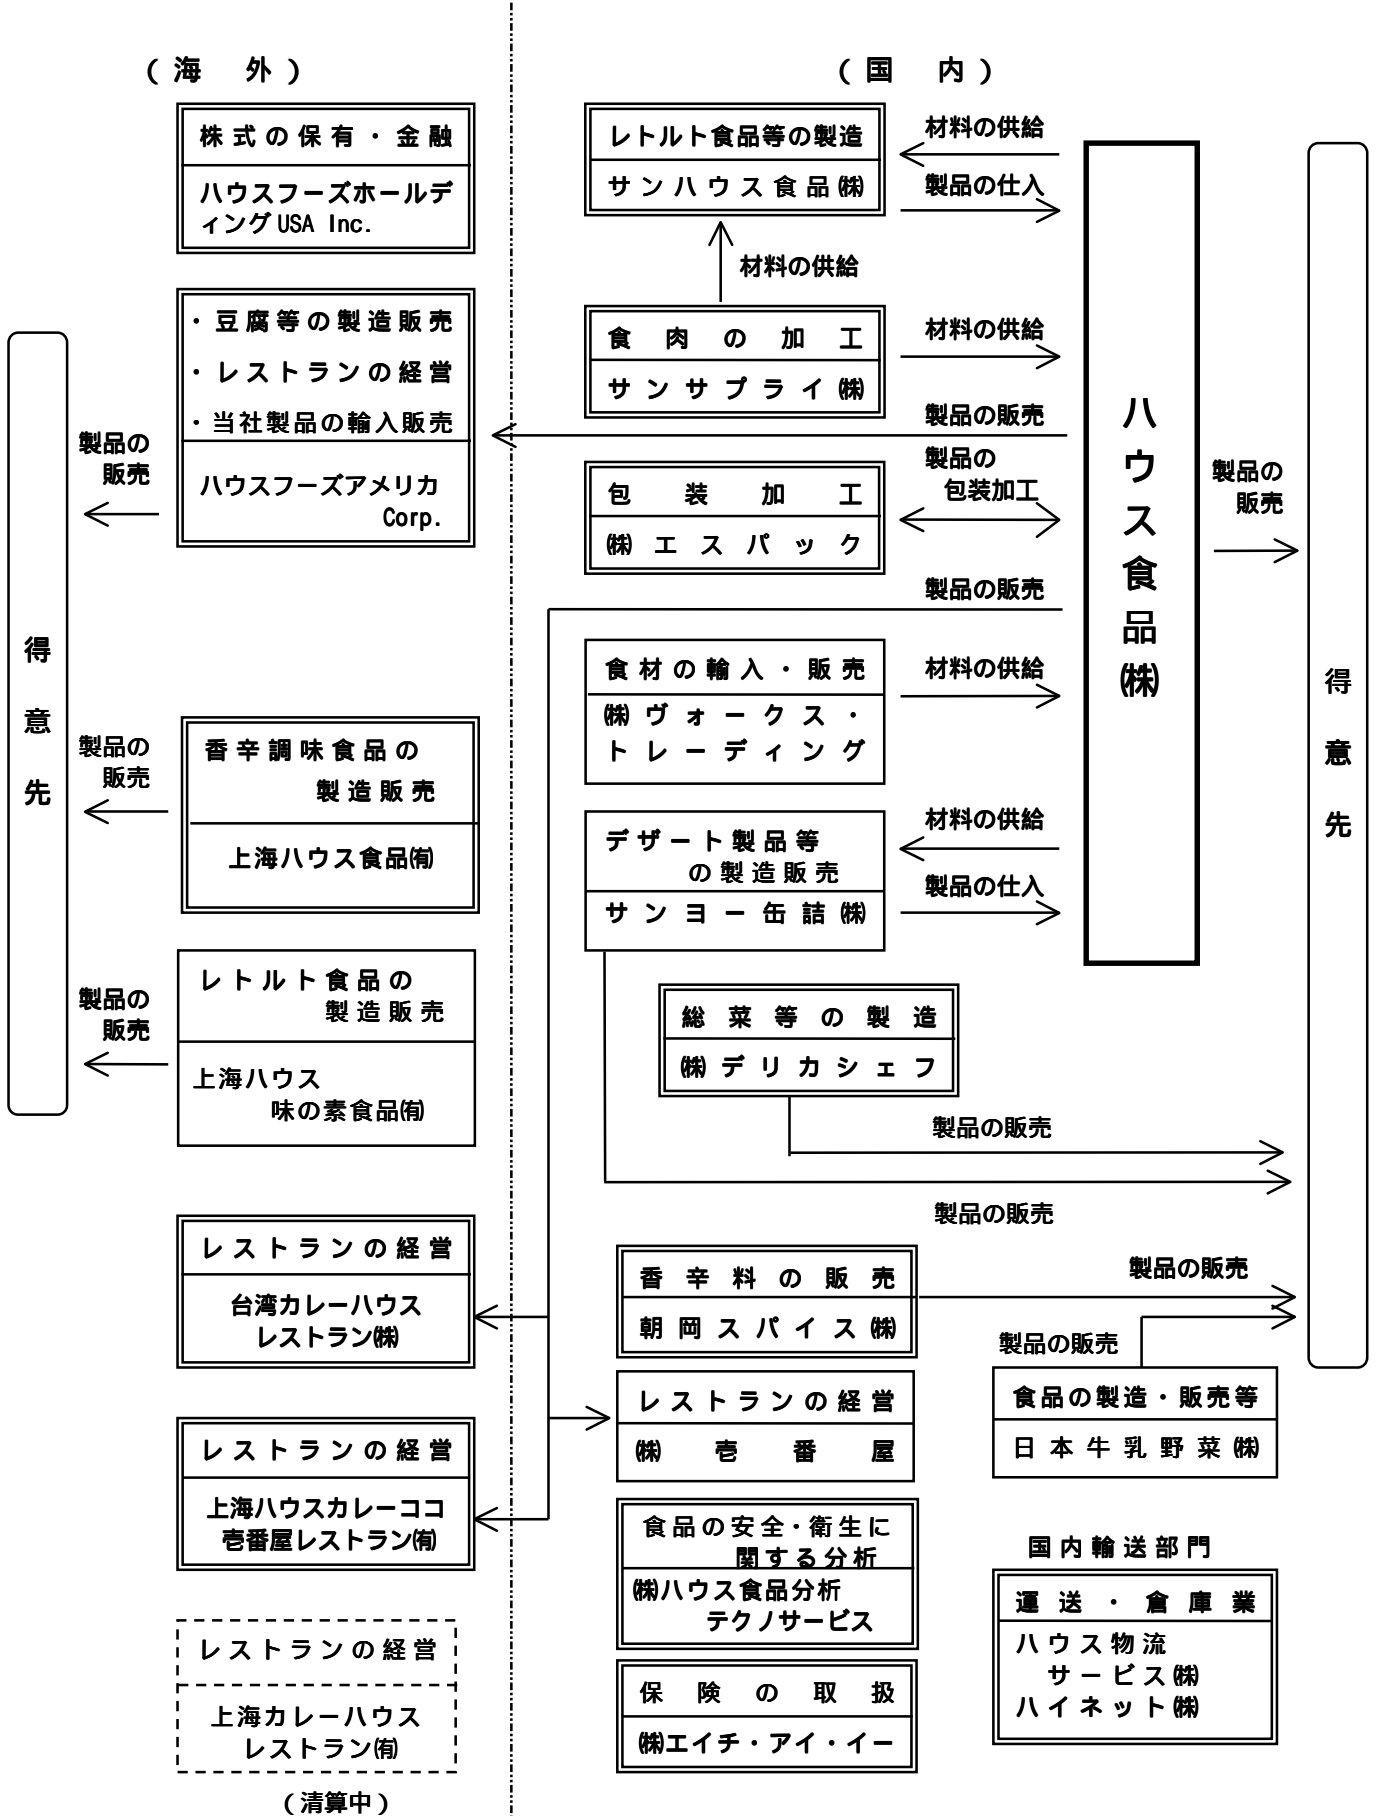 （海　外）
株式の保有・金融
ハウスフーズホールデ
ィングUSA Inc.
・豆腐等の製造販売
・レストランの経営
・当社製品の輸入販売
ハウスフーズアメリカ
Corp.
製品の
販売
香辛調味食品の
製造販売
上海ハウス食品㈲
製品の
販売
レトルト食品の
製造販売
上海ハウス
味の素食品㈲
製品の
販売
得意先
レストランの経営
台湾カレーハウス
レストラン㈱
レストランの経営
上海ハウスカレーココ
壱番屋レストラン㈲
レストランの経営
上海カレーハウス
レストラン㈲
（清算中）
（国　内）
レトルト食品等の製造
サンハウス食品㈱
材料の供給
製品の仕入
材料の供給
食肉の加工
サンサプライ㈱
材料の供給
製品の販売
包装加工
㈱エスパック
製品の
包装加工
製品の販売
食材の輸入・販売
㈱ヴォークス・
トレーディング
材料の供給
デザート製品等
の製造販売
サンヨー缶詰㈱
材料の供給
製品の仕入
ハウス食品㈱
製品の
販売
得意先
総菜等の製造
㈱デリカシェフ
製品の販売
製品の販売
香辛料の販売
朝岡スパイス㈱
製品の販売
製品の販売
レストランの経営
㈱壱番屋
食品の製造・販売等
日本牛乳野菜㈱
食品の安全・衛生に
関する分析
㈱ハウス食品分析
テクノサービス
国内輸送部門
運送・倉庫業
ハウス物流
サービス㈱
ハイネット㈱
保険の取扱
㈱エイチ・アイ・イー